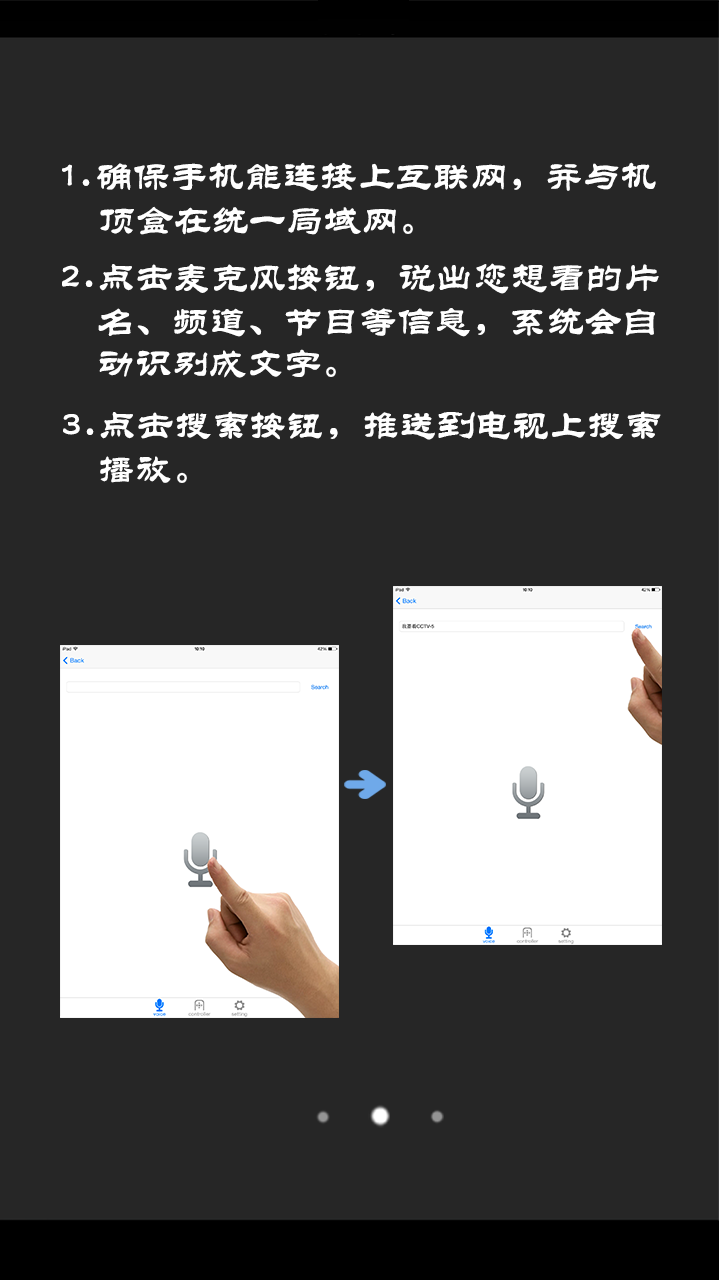 1.确保手机能连接上互联网，并与机
顶盒在统一局域网。
2.点击麦克风按钮，说出您想看的片
名、频道、节目等信息，系统会自
动识别成文字。
3.点击搜索按钮，推送到电视上搜索
播放。
iPad 10:10 42%
Back
我要看CCTV-5 Search
voice controller setting
iPad 10:10 42%
Back
Search
voice controller setting